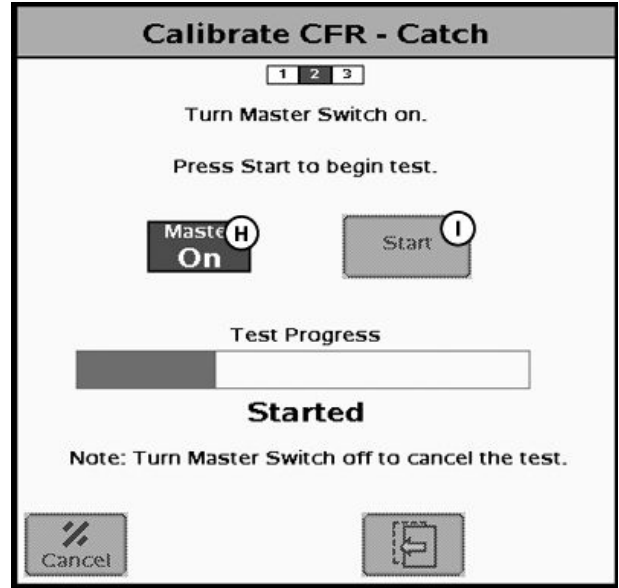 Calibrate CFR - Catch
1 2 3
Turn Master Switch on.
Press Start to begin test.
Maste H
On
Start I
Test Progress
Started
Note: Turn Master Switch off to cancel the test.
Cancel